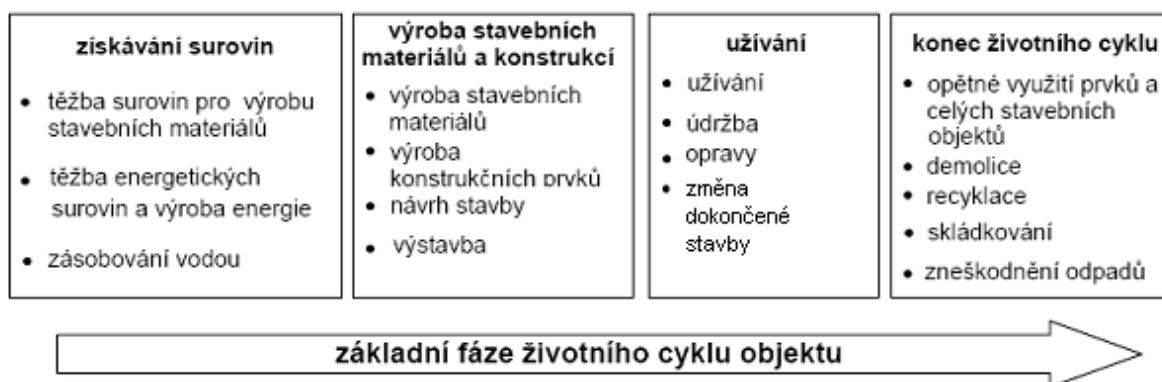 získávání surovin
• těžba surovin pro výrobu
stavebních materiálů
• těžba energetických
surovin a výroba energie
• zásobování vodou
výroba stavebních
materiálů a konstrukcí
• výroba stavebních
materiálů
• výroba
konstrukčních prvků
• návrh stavby
• výstavba
užívání
• užívání
• údržba
• opravy
• změna
dokončené
stavby
konec životního cyklu
• opětné využití prvků a
celých stavebních
objektů
• demolice
• recyklace
• skládkování
• zneškodnění odpadů
základní fáze životního cyklu objektu